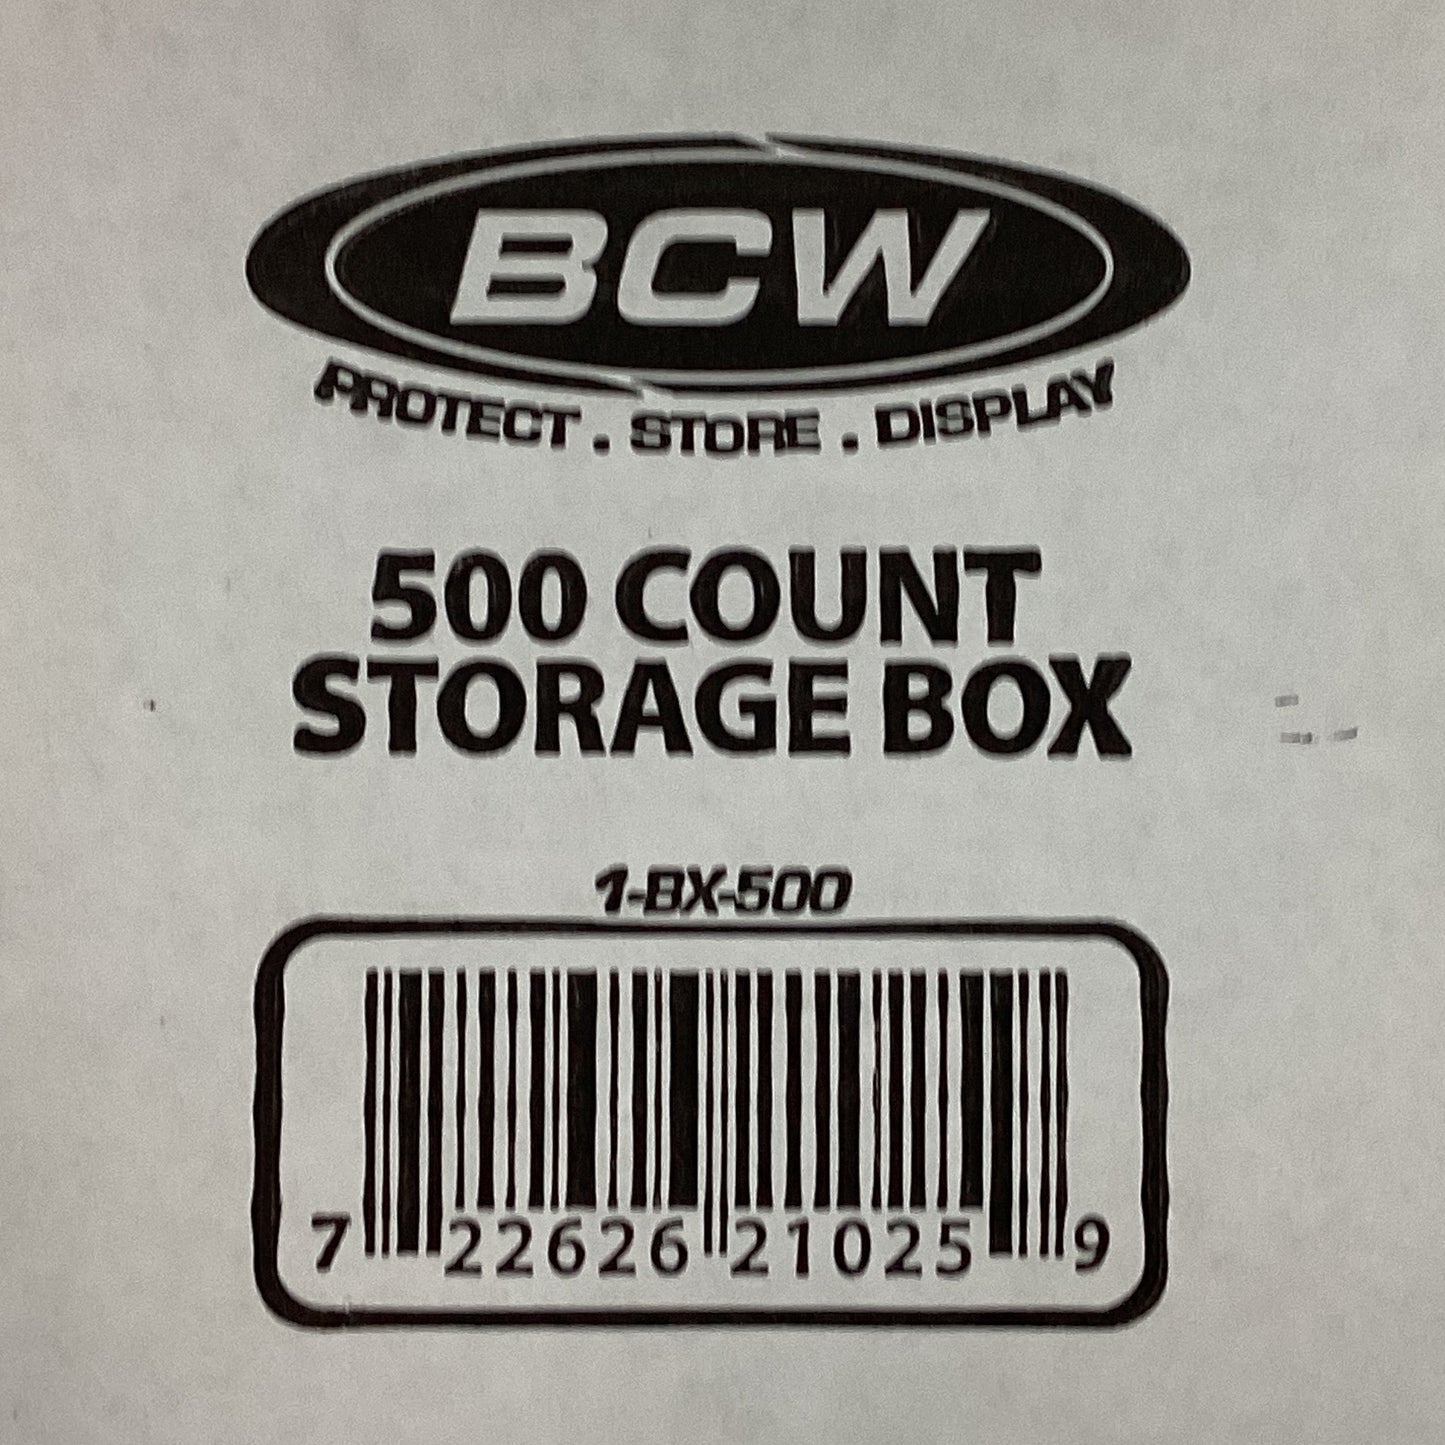 BCW
PROTECT . STORE . DISPLAY
500 COUNT
STORAGE BOX
1-BX-500
7 22626 21025 9